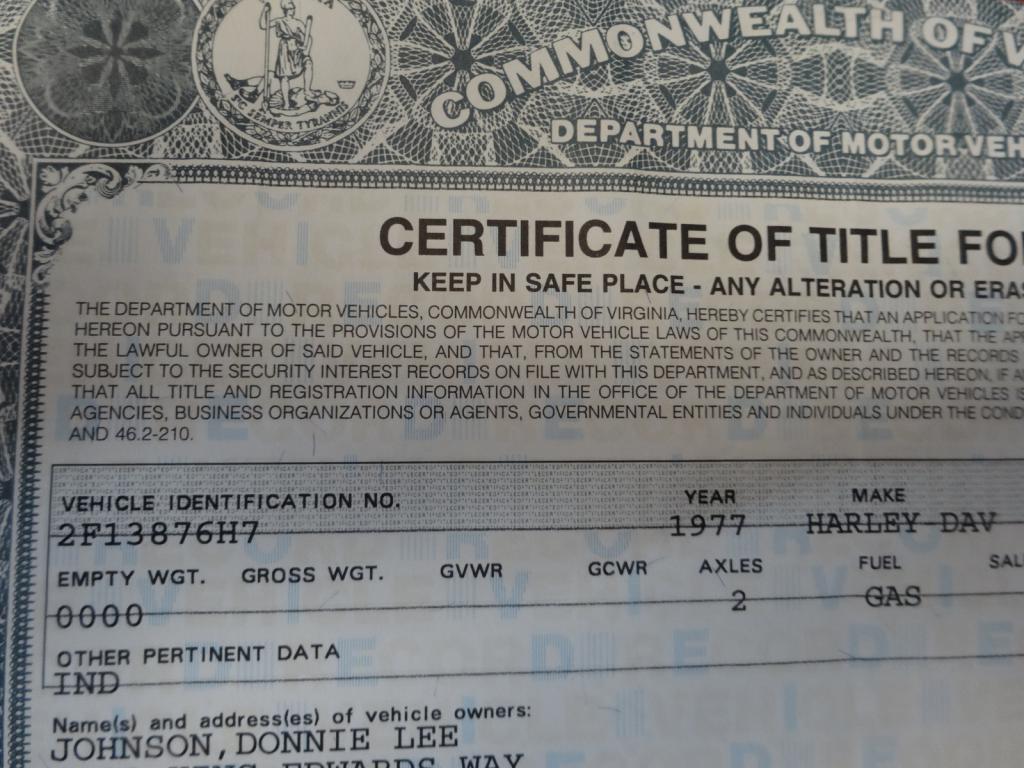 COMMONWEALTH OF V
DEPARTMENT OF MOTOR VEH
CERTIFICATE OF TITLE FO
KEEP IN SAFE PLACE - ANY ALTERATION OR ERAS
THE DEPARTMENT OF MOTOR VEHICLES, COMMONWEALTH OF VIRGINIA, HEREBY CERTIFIES THAT AN APPLICATION FO
HEREON PURSUANT TO THE PROVISIONS OF THE MOTOR VEHICLE LAWS OF THIS COMMONWEALTH, THAT THE APP
THE LAWFUL OWNER OF SAID VEHICLE, AND THAT, FROM THE STATEMENTS OF THE OWNER AND THE RECORDS
SUBJECT TO THE SECURITY INTEREST RECORDS ON FILE WITH THIS DEPARTMENT, AND AS DESCRIBED HEREON, IF A
THAT ALL TITLE AND REGISTRATION INFORMATION IN THE OFFICE OF THE DEPARTMENT OF MOTOR VEHICLES IS
AGENCIES, BUSINESS ORGANIZATIONS OR AGENTS, GOVERNMENTAL ENTITIES AND INDIVIDUALS UNDER THE COND
AND 46.2-210.
VEHICLE IDENTIFICATION NO. YEAR MAKE
2F13876H7 1977 HARLEY DAV
EMPTY WGT. GROSS WGT. GVWR GCWR AXLES FUEL SAL
0000 2 GAS
OTHER PERTINENT DATA
IND
Name(s) and address(es) of vehicle owners:
JOHNSON, DONNIE LEE
EDWARDS WAY